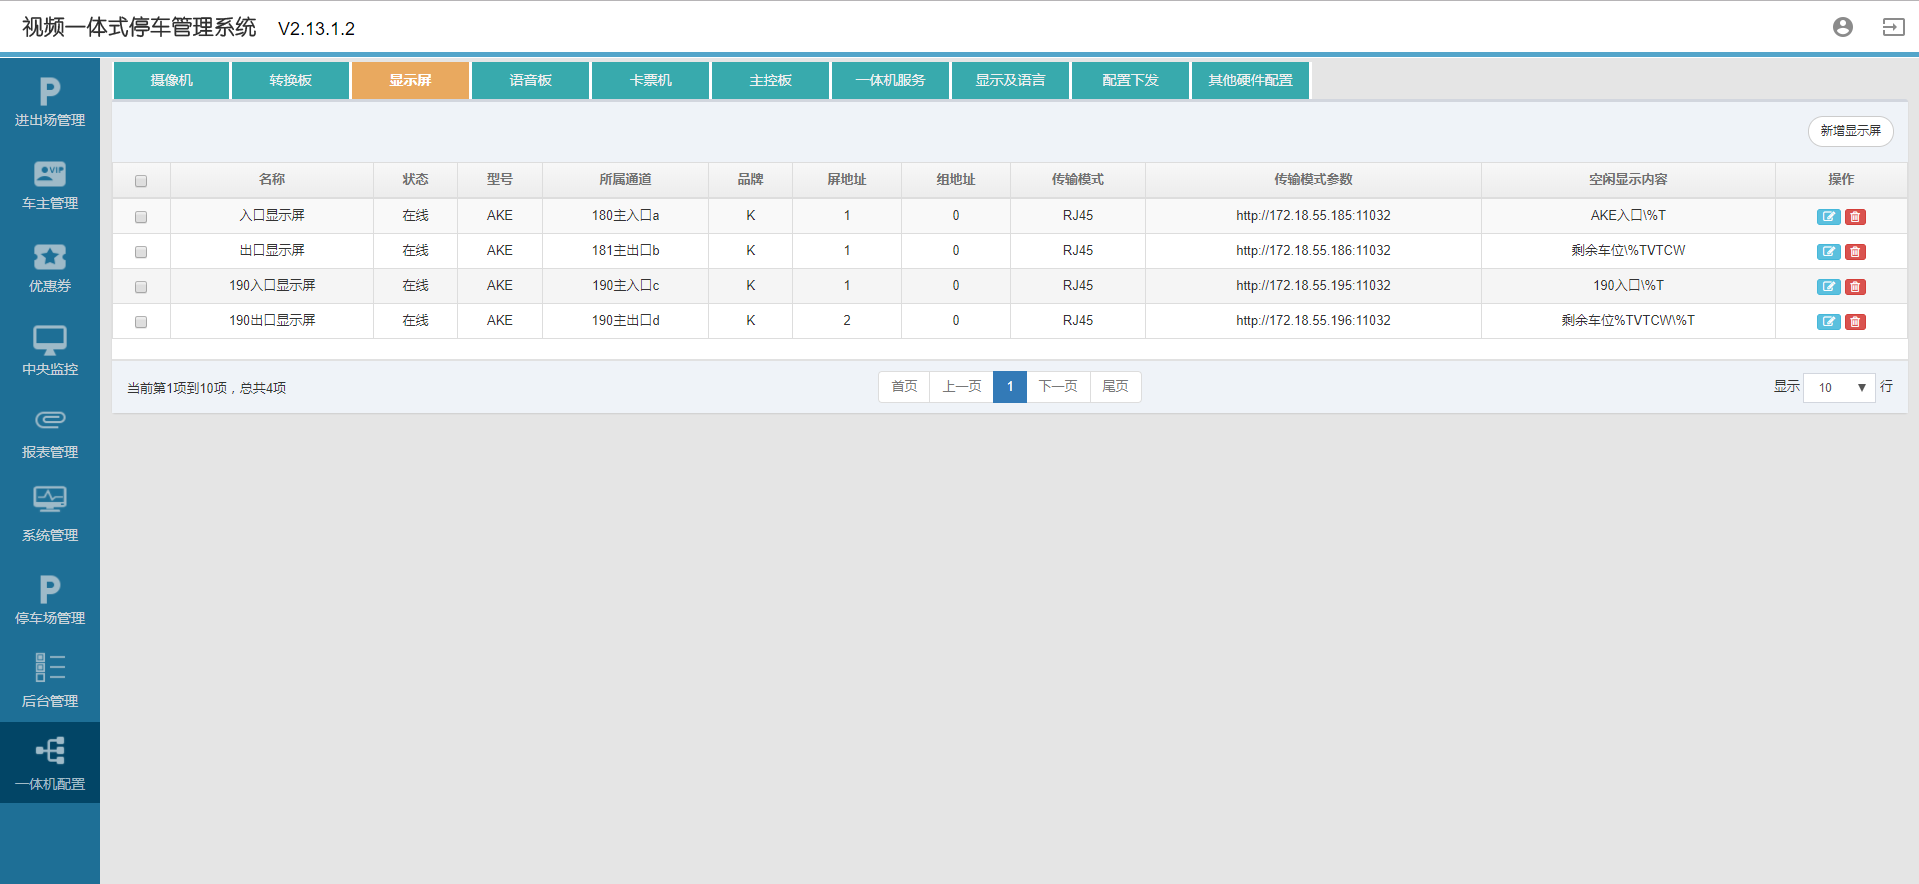 视频一体式停车管理系统 V2.13.1.2
摄像机 转换板 显示屏 语音板 卡票机 主控板 一体机服务 显示及语言 配置下发 其他硬件配置
进出场管理
VIP
车主管理
优惠券
中央监控
报表管理
系统管理
停车场管理
后台管理
一体机配置
新增显示屏
名称 状态 型号 所属通道 品牌 屏地址 组地址 传输模式 传输模式参数 空闲显示内容 操作
入口显示屏 在线 AKE 180主入口a K 1 0 RJ45 http://172.18.55.185:11032 AKE入口\%T
出口显示屏 在线 AKE 181主出口b K 1 0 RJ45 http://172.18.55.186:11032 剩余车位\%TVTCW
190入口显示屏 在线 AKE 190主入口c K 1 0 RJ45 http://172.18.55.195:11032 190入口\%T
190出口显示屏 在线 AKE 190主出口d K 2 0 RJ45 http://172.18.55.196:11032 剩余车位%TVTCW\%T
当前第1项到10项，总共4项 首页 上一页 1 下一页 尾页 显示 10 行